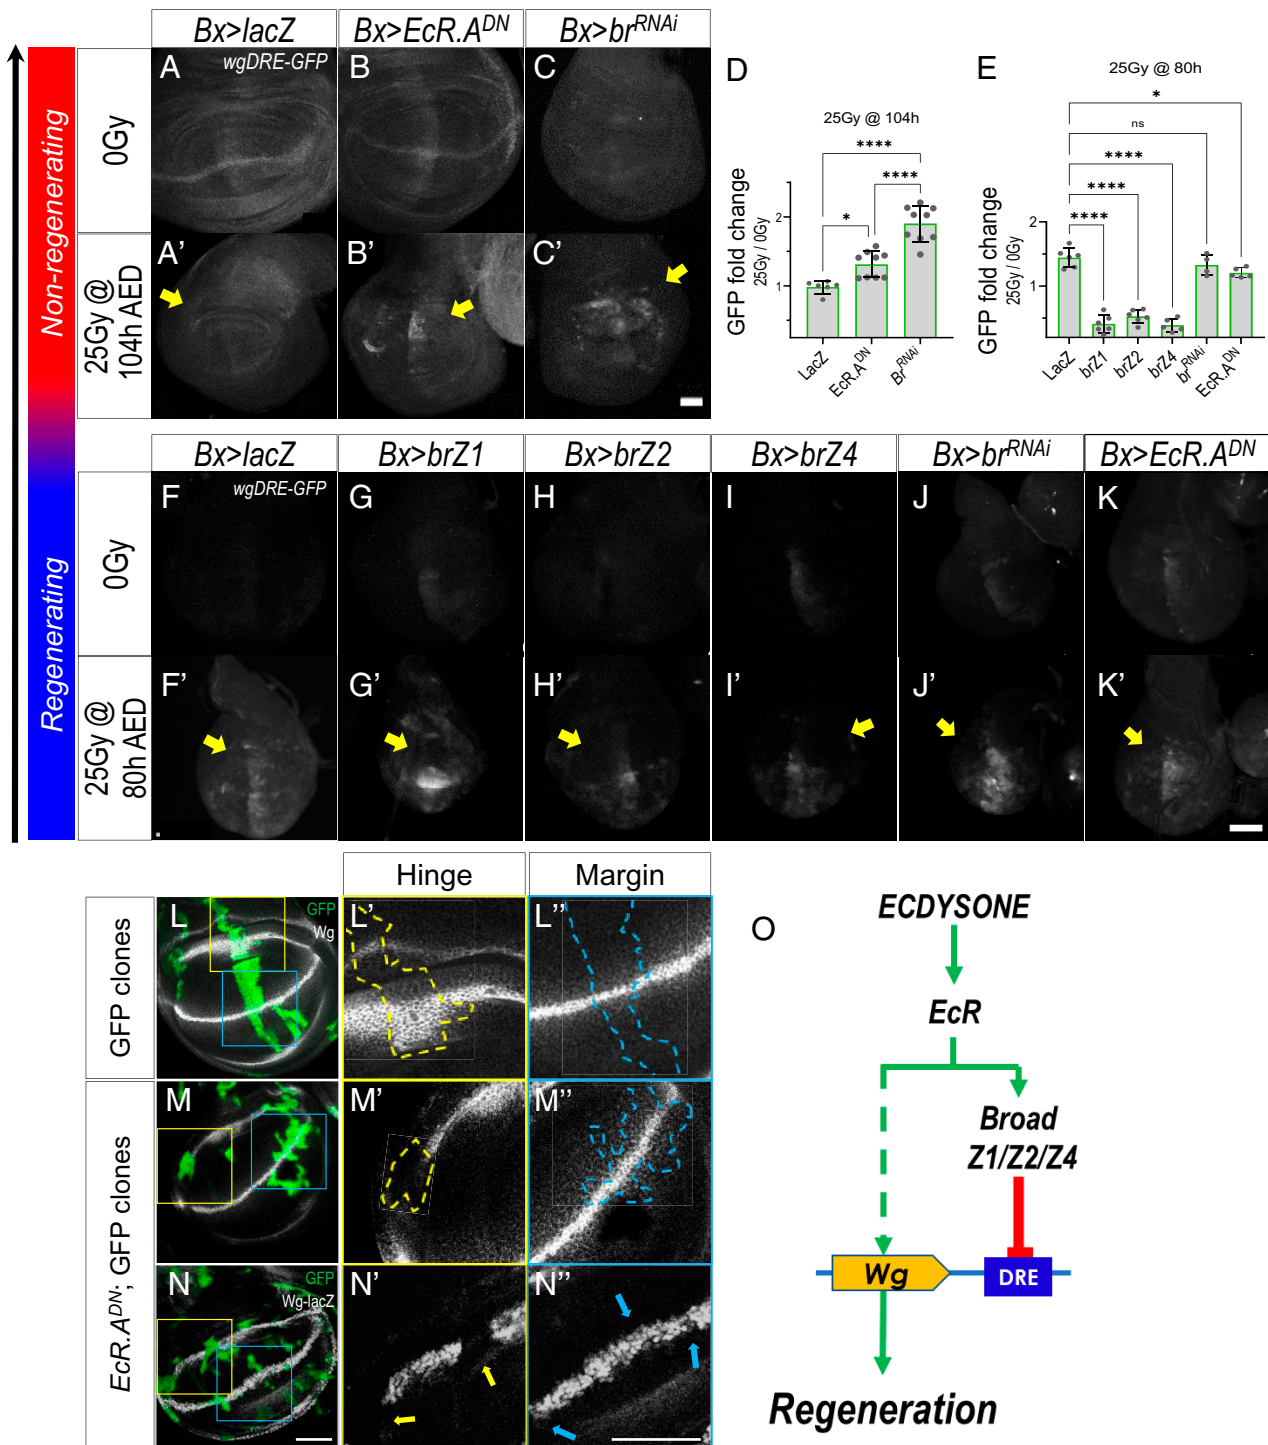 Bx>lacZ
Bx>EcR.A^DN
Bx>br^RNAi
Non-regenerating
Regenerating
0Gy
25Gy @
104h AED
A
wgDRE-GFP
B
C
A'
B'
C'
D
25Gy @ 104h
****
****
*
GFP fold change
25Gy / 0Gy
2
1
LacZ
EcR.A^DN
Br^RNAi
E
25Gy @ 80h
*
ns
****
****
****
GFP fold change
25Gy / 0Gy
2
1
0
LacZ
brZ1
brZ2
brZ4
br^RNAi
EcR.A^DN
Bx>lacZ
Bx>brZ1
Bx>brZ2
Bx>brZ4
Bx>br^RNAi
Bx>EcR.A^DN
0Gy
25Gy @
80h AED
F
wgDRE-GFP
G
H
I
J
K
F'
G'
H'
I'
J'
K'
Hinge
Margin
GFP clones
L
GFP
Wg
L'
L''
EcR.A^DN; GFP clones
M
M'
M''
N
GFP
Wg-lacZ
N'
N''
O
ECDYSONE
EcR
Broad
Z1/Z2/Z4
Wg
DRE
Regeneration